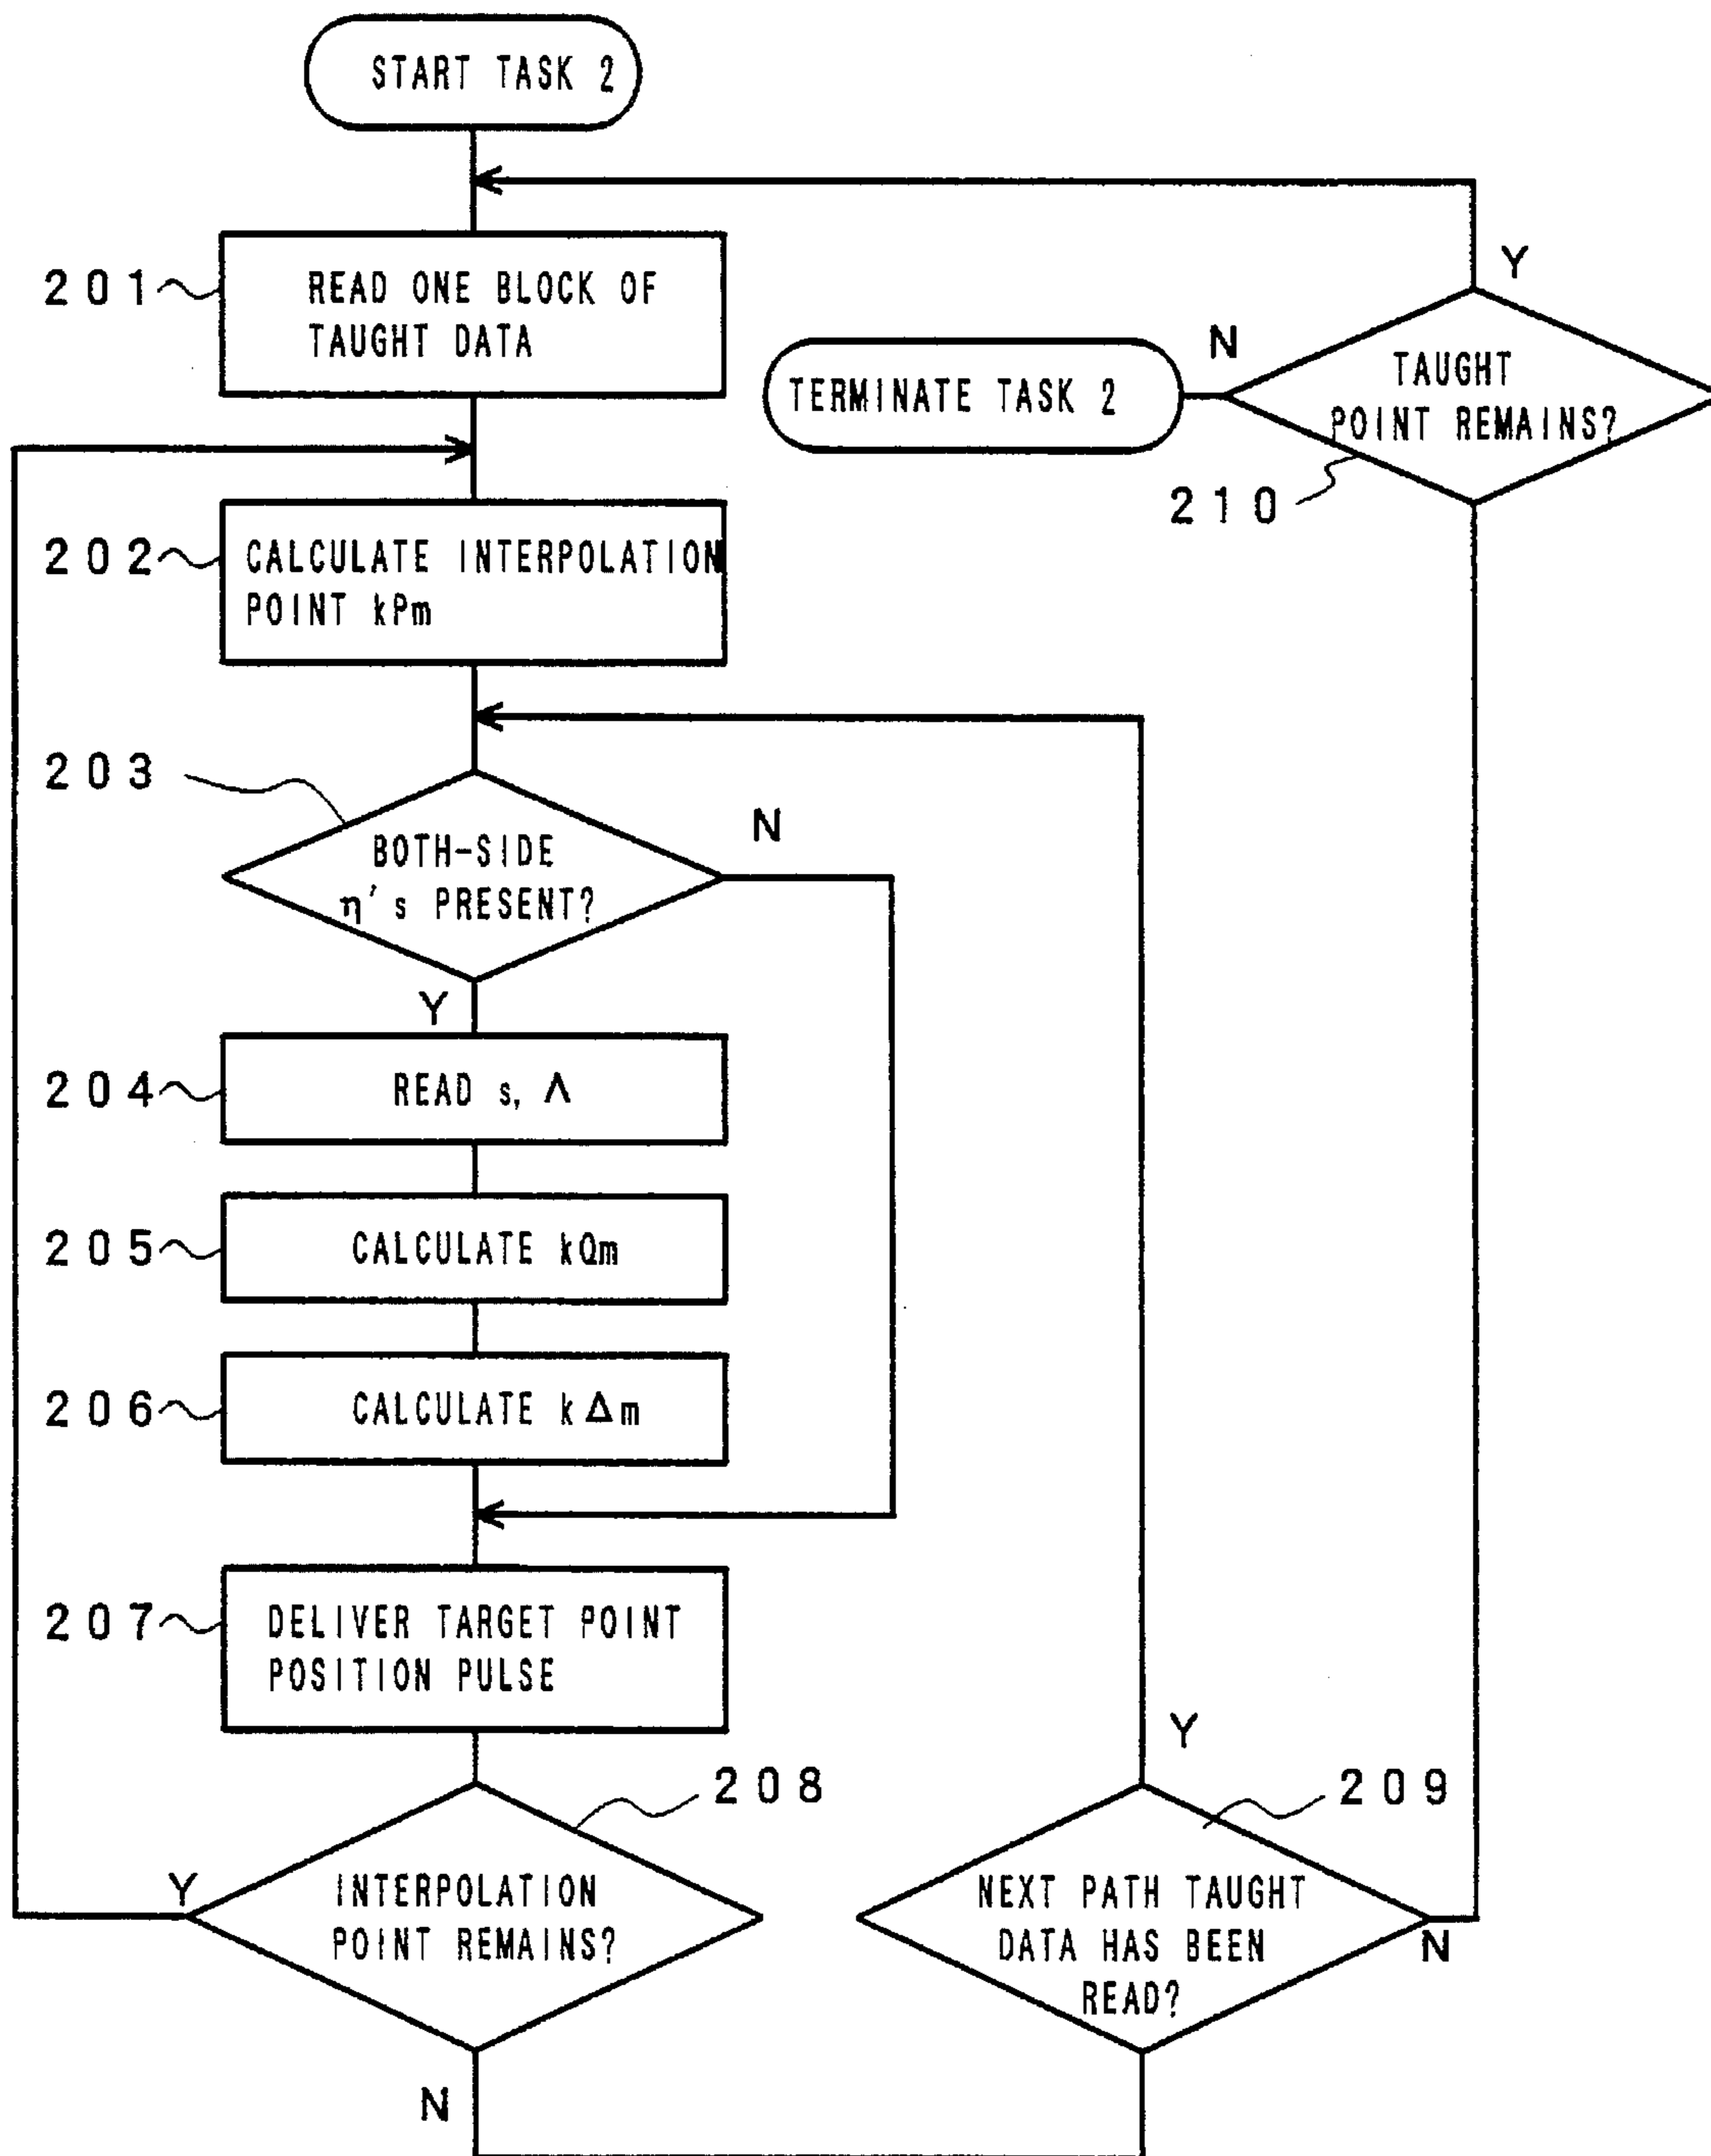 START TASK 2
201
READ ONE BLOCK OF
TAUGHT DATA
Y
N
TERMINATE TASK 2
TAUGHT
POINT REMAINS?
210
202
CALCULATE INTERPOLATION
POINT kPm
203
BOTH-SIDE
η's PRESENT?
N
Y
204
READ s, Λ
205
CALCULATE kQm
206
CALCULATE kΔm
207
DELIVER TARGET POINT
POSITION PULSE
208
Y
INTERPOLATION
POINT REMAINS?
N
Y
209
NEXT PATH TAUGHT
DATA HAS BEEN
READ?
N